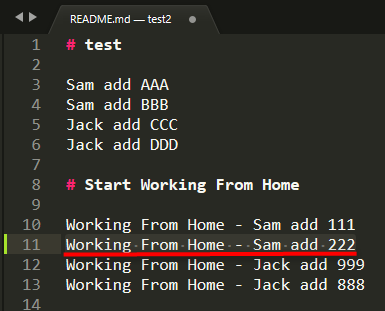 README.md — test2
1 # test
2
3 Sam add AAA
4 Sam add BBB
5 Jack add CCC
6 Jack add DDD
7
8 # Start Working From Home
9
10 Working From Home - Sam add 111
11 Working From Home - Sam add 222
12 Working From Home - Jack add 999
13 Working From Home - Jack add 888
14